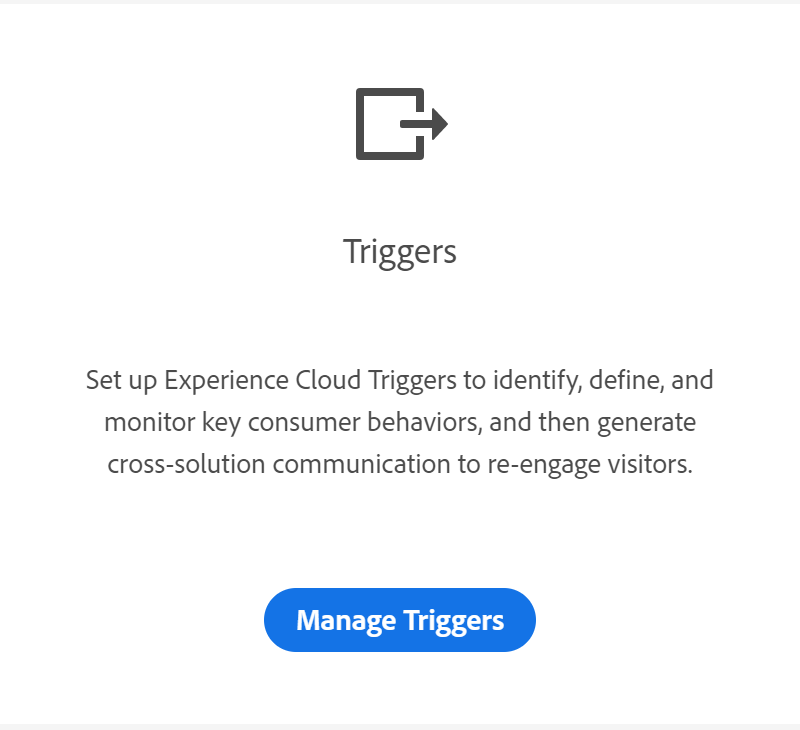 Triggers
Set up Experience Cloud Triggers to identify, define, and
monitor key consumer behaviors, and then generate
cross-solution communication to re-engage visitors.
Manage Triggers